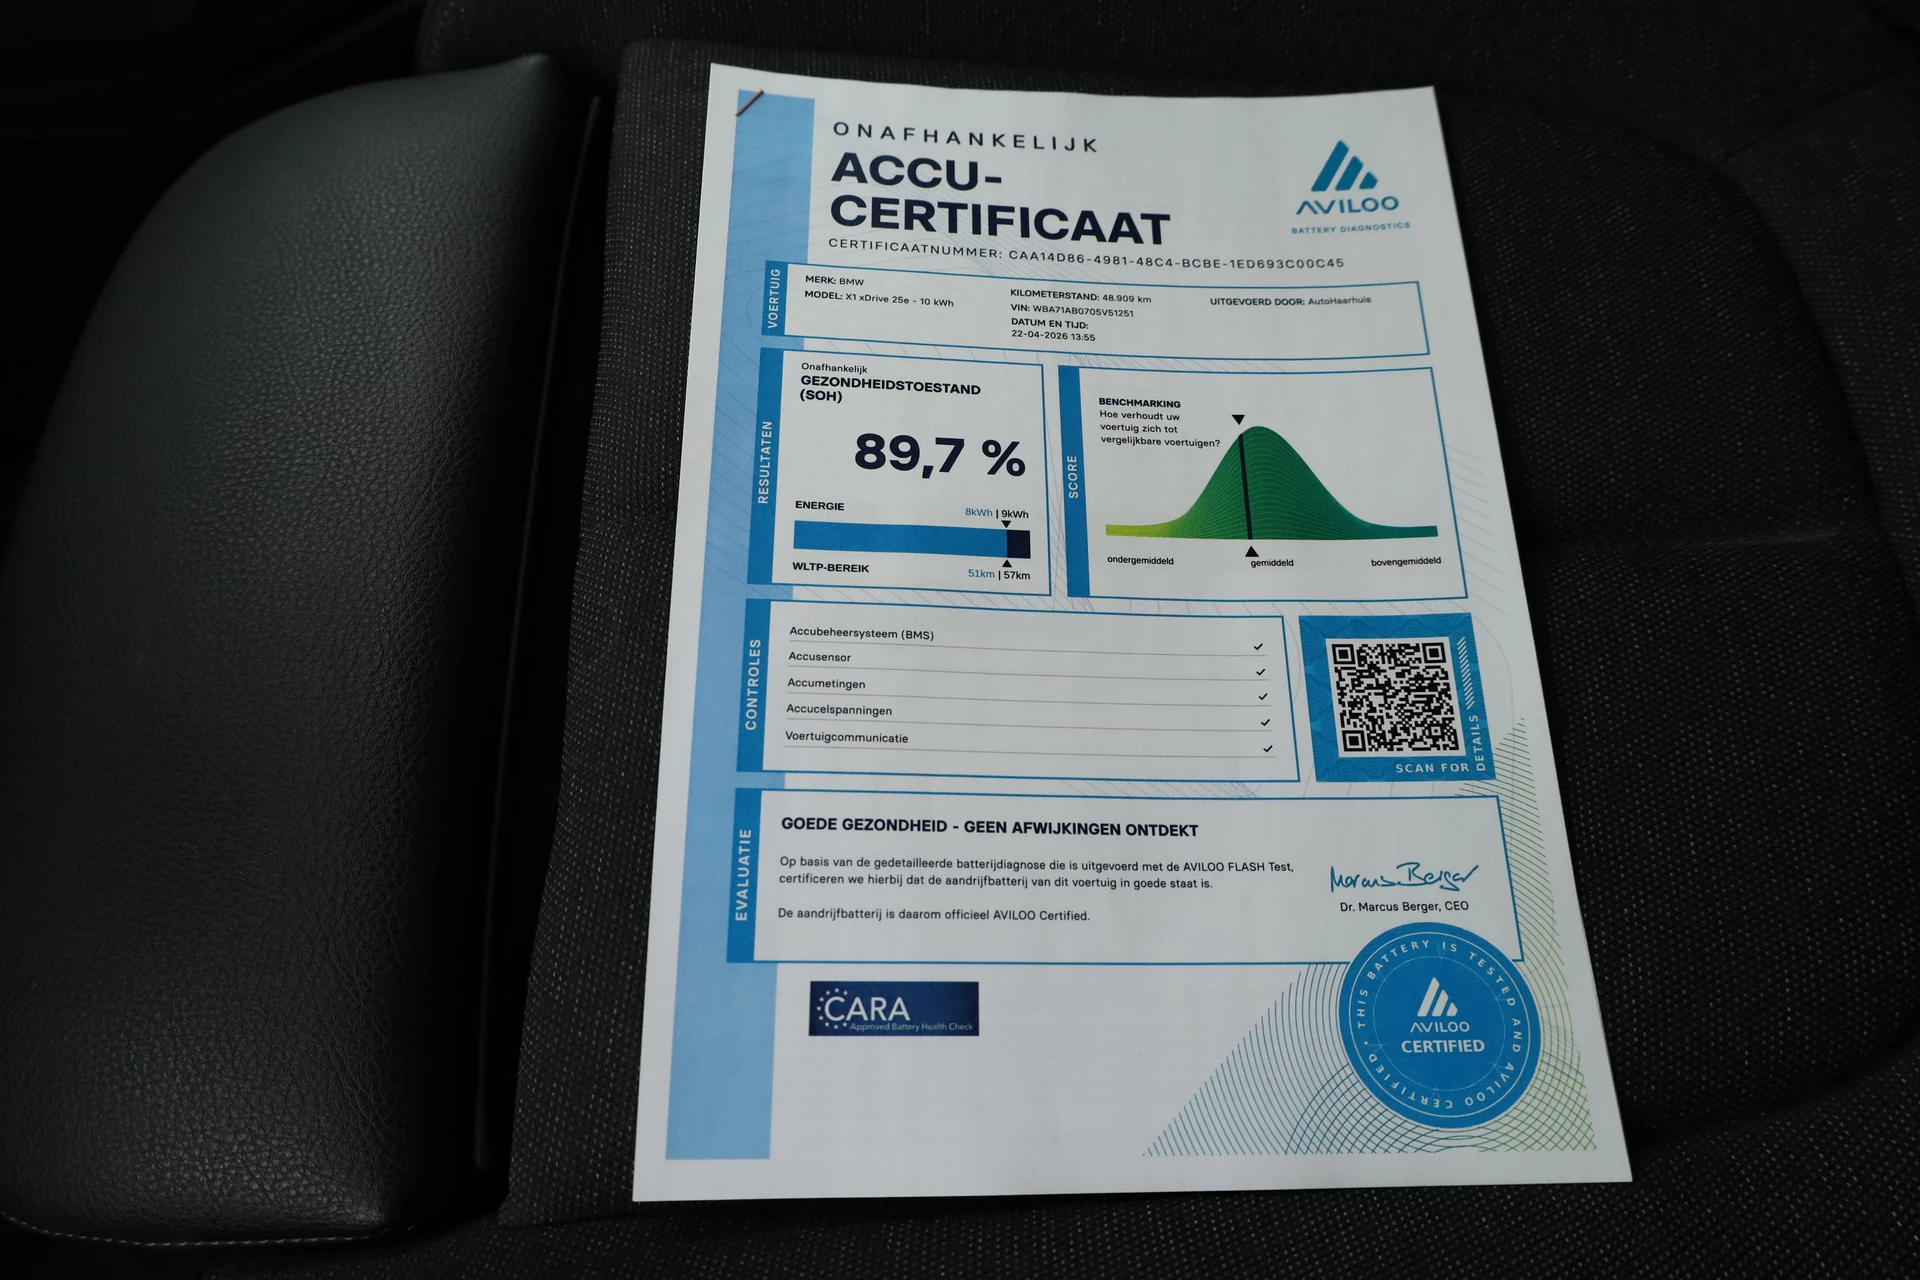 ONAFHANKELIJK
ACCU-
CERTIFICAAT
CERTIFICAATNUMMER: CAA14D86-4981-48C4-BCBE-1ED693C00C45
AVILOO
BATTERY DIAGNOSTICS
VOERTUIG
MERK: BMW
MODEL: X1 xDrive 25e - 10 kWh
KILOMETERSTAND: 48.909 km
VIN: WBA71AB0705V51251
DATUM EN TIJD:
22-04-2026 13:55
UITGEVOERD DOOR: AutoHaarhuis
RESULTATEN
Onafhankelijk
GEZONDHEIDSTOESTAND
(SOH)
89,7 %
ENERGIE
8kWh | 9kWh
WLTP-BEREIK
51km | 57km
SCORE
BENCHMARKING
Hoe verhoudt uw
voertuig zich tot
vergelijkbare voertuigen?
ondergemiddeld
gemiddeld
bovengemiddeld
CONTROLES
Accubeheersysteem (BMS)
Accusensor
Accumetingen
Accucelspanningen
Voertuigcommunicatie
SCAN FOR DETAILS
EVALUATIE
GOEDE GEZONDHEID - GEEN AFWIJKINGEN ONTDEKT
Op basis van de gedetailleerde batterijdiagnose die is uitgevoerd met de AVILOO FLASH Test,
certificeren we hierbij dat de aandrijfbatterij van dit voertuig in goede staat is.
De aandrijfbatterij is daarom officieel AVILOO Certified.
Marcus Berger
Dr. Marcus Berger, CEO
CARA
Approved Battery Health Check
THIS BATTERY IS TESTED AND AVILOO CERTIFIED •
AVILOO
CERTIFIED